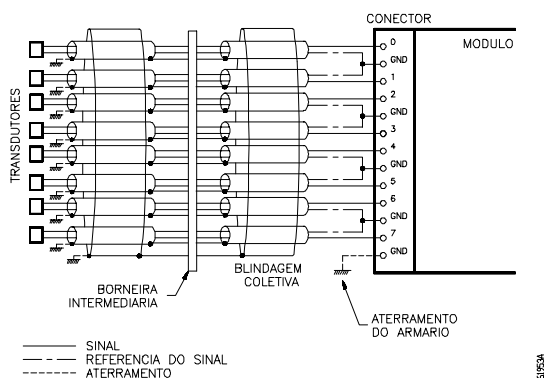 CONECTOR
MODULO
0
GND
1
2
GND
3
4
GND
5
6
GND
7
GND
TRANSDUTORES
BORNEIRA
INTERMEDIARIA
BLINDAGEM
COLETIVA
ATERRAMENTO
DO ARMARIO
SINAL
REFERENCIA DO SINAL
ATERRAMENTO
51953A